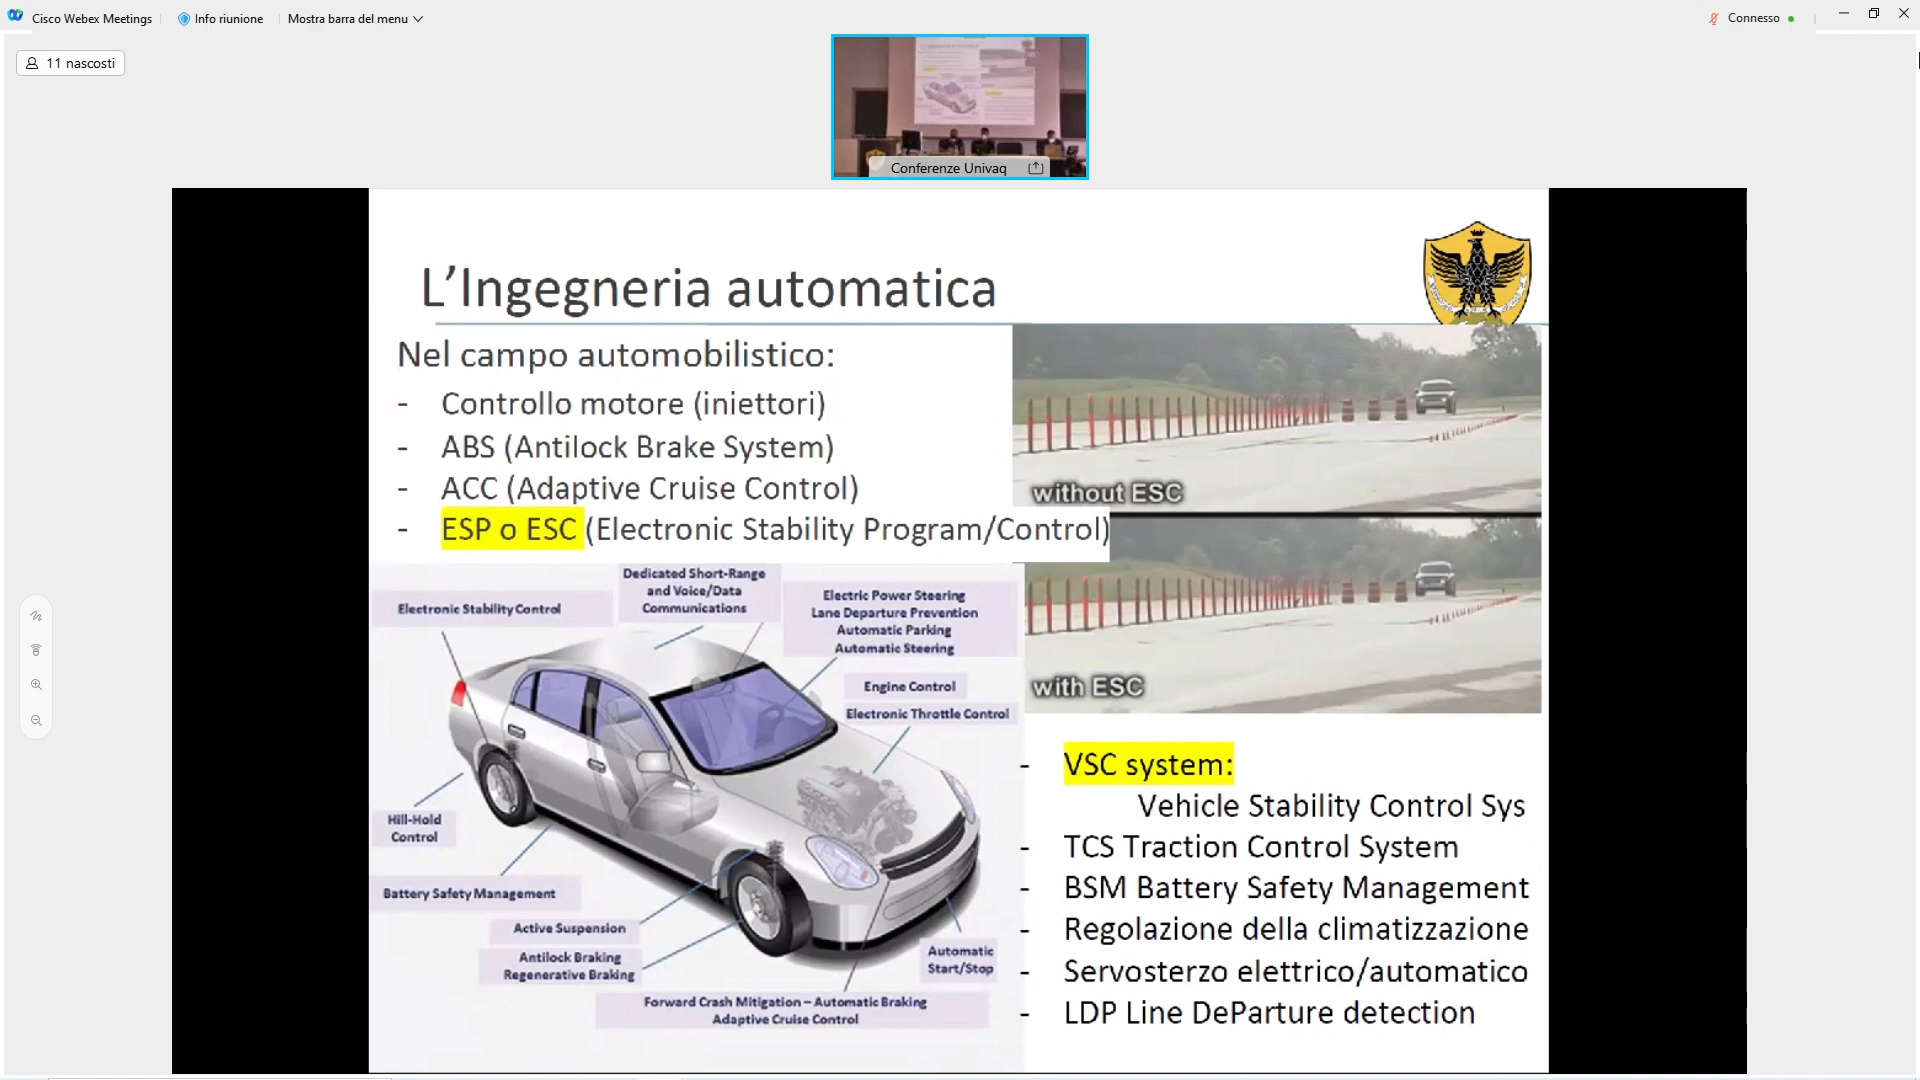 Cisco Webex Meetings
Info riunione
Mostra barra del menu
Connesso
11 nascosti
Conferenze Univaq
L'Ingegneria automatica
Nel campo automobilistico:
- Controllo motore (iniettori)
- ABS (Antilock Brake System)
- ACC (Adaptive Cruise Control)
- ESP o ESC (Electronic Stability Program/Control)
without ESC
with ESC
Electronic Stability Control
Dedicated Short-Range
and Voice/Data
Communications
Electric Power Steering
Lane Departure Prevention
Automatic Parking
Automatic Steering
Engine Control
Electronic Throttle Control
Hill-Hold
Control
Battery Safety Management
Active Suspension
Antilock Braking
Regenerative Braking
Automatic
Start/Stop
Forward Crash Mitigation – Automatic Braking
Adaptive Cruise Control
- VSC system:
Vehicle Stability Control Sys
- TCS Traction Control System
- BSM Battery Safety Management
- Regolazione della climatizzazione
- Servosterzo elettrico/automatico
- LDP Line DeParture detection